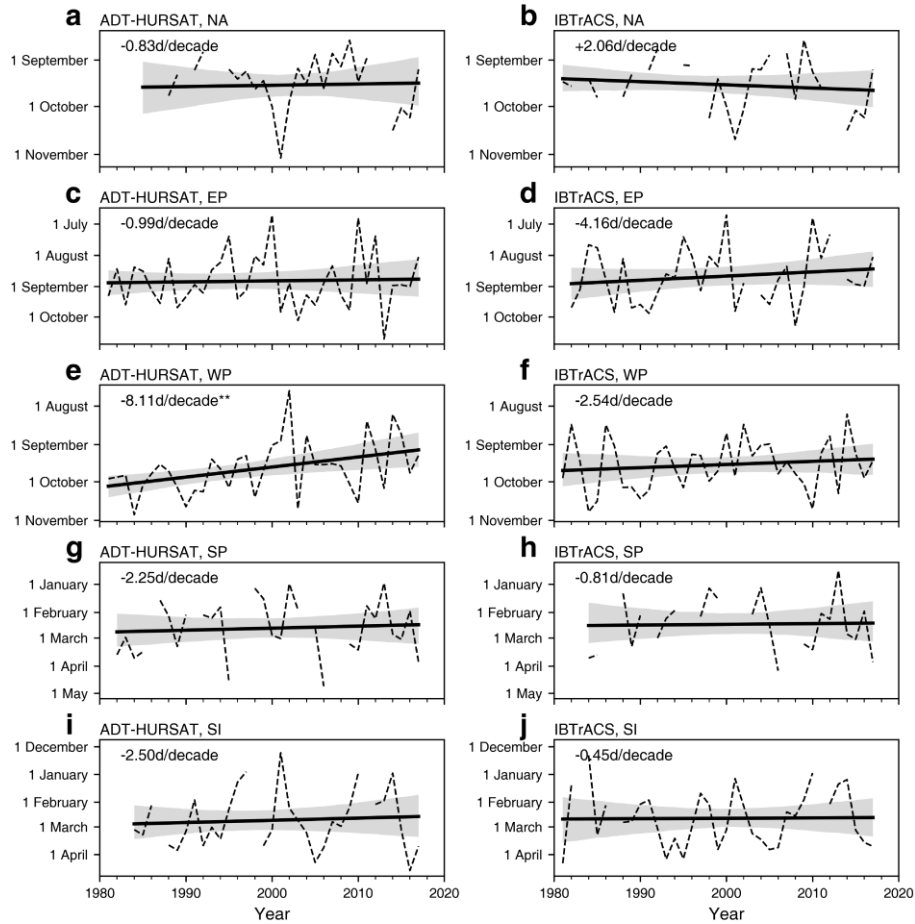 a ADT-HURSAT, NA
-0.83d/decade
1 September
1 October
1 November
b IBTrACS, NA
+2.06d/decade
1 September
1 October
1 November
c ADT-HURSAT, EP
-0.99d/decade
1 July
1 August
1 September
1 October
d IBTrACS, EP
-4.16d/decade
1 July
1 August
1 September
1 October
e ADT-HURSAT, WP
-8.11d/decade**
1 August
1 September
1 October
1 November
f IBTrACS, WP
-2.54d/decade
1 August
1 September
1 October
1 November
g ADT-HURSAT, SP
-2.25d/decade
1 January
1 February
1 March
1 April
1 May
h IBTrACS, SP
-0.81d/decade
1 January
1 February
1 March
1 April
1 May
i ADT-HURSAT, SI
-2.50d/decade
1 December
1 January
1 February
1 March
1 April
1980 1990 2000 2010 2020
Year
j IBTrACS, SI
-0.45d/decade
1 December
1 January
1 February
1 March
1 April
1980 1990 2000 2010 2020
Year